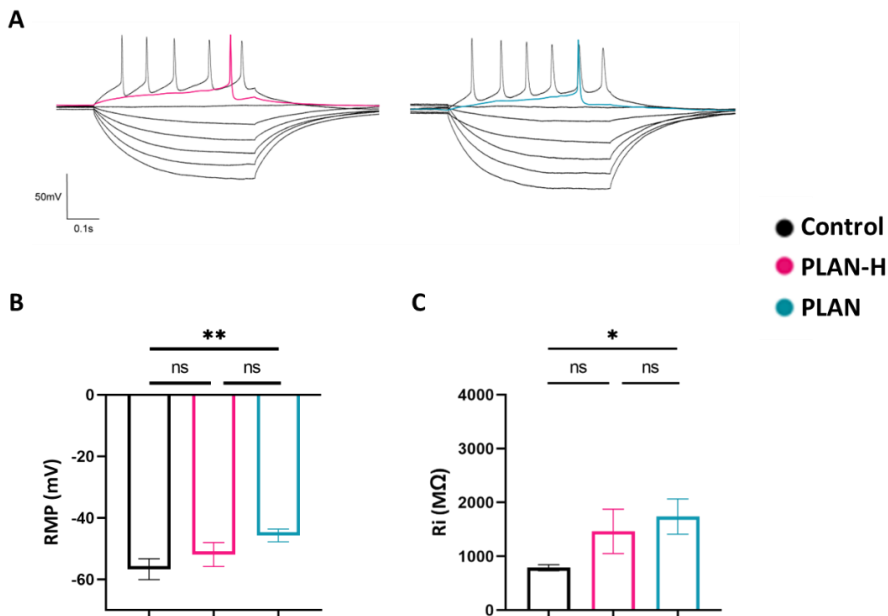 A
50mV
0.1s
Control
PLAN-H
PLAN
B
**
ns ns
0
-20
-40
-60
RMP (mV)
C
*
ns ns
4000
3000
2000
1000
0
Ri (MΩ)